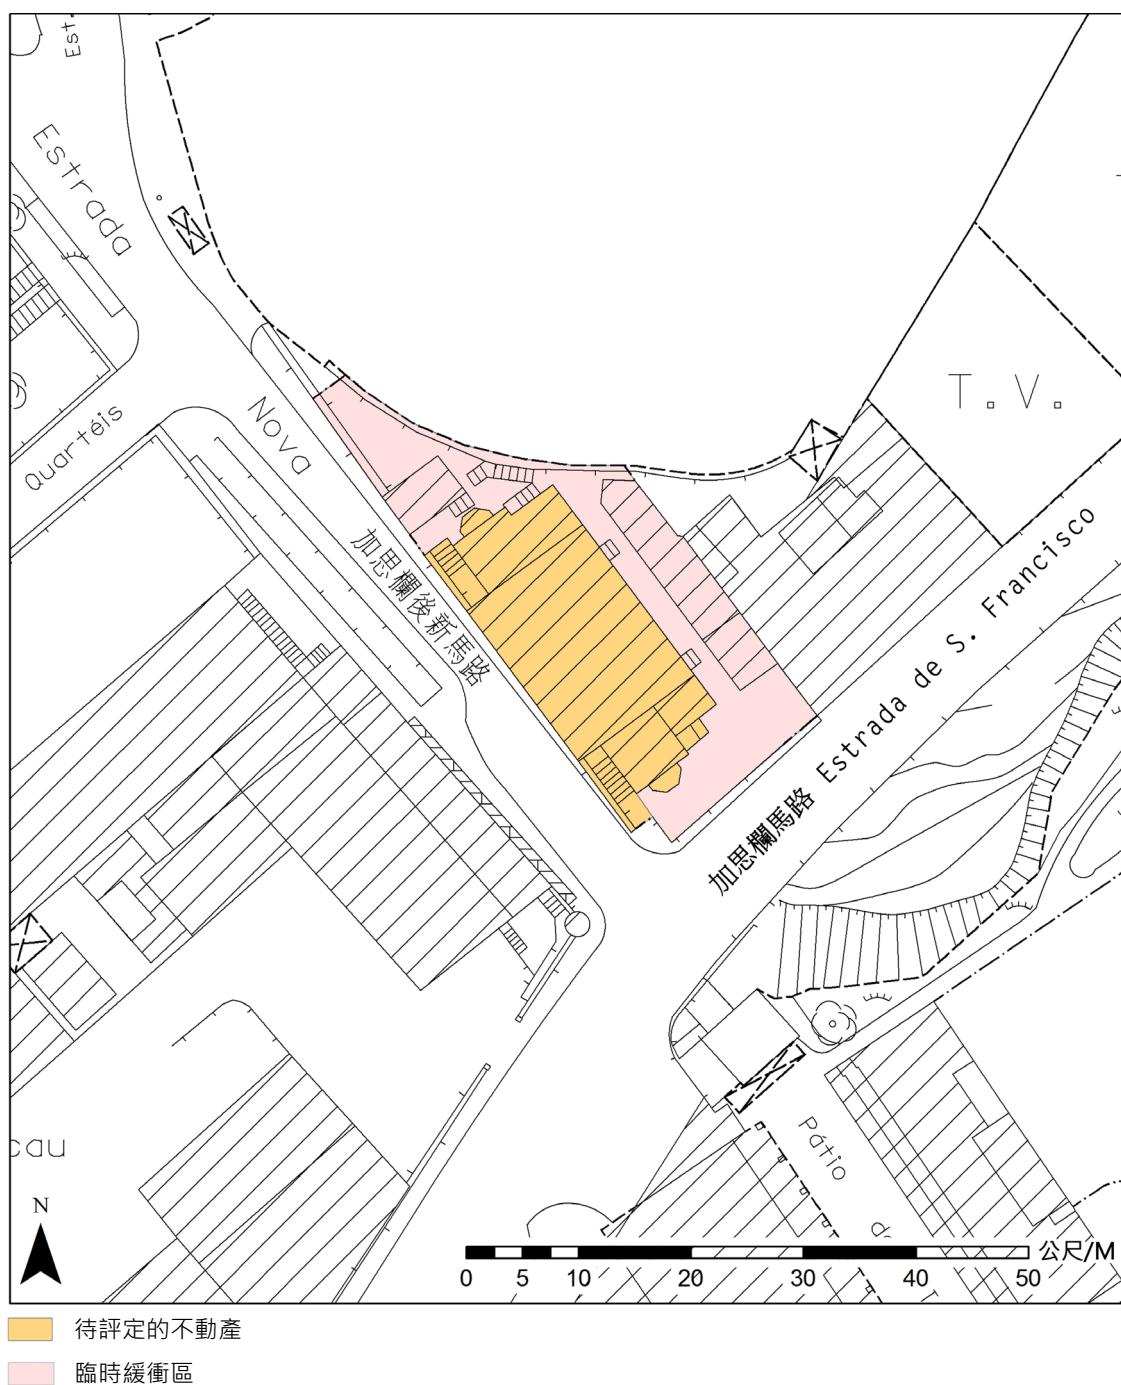 Est.
Estrada
Nova
Quartéis
T. V.
加思欄後新馬路
加思欄馬路 Estrada de S. Francisco
Pátio
de
cau
N
0 5 10 20 30 40 50 公尺/M
待評定的不動產
臨時緩衝區